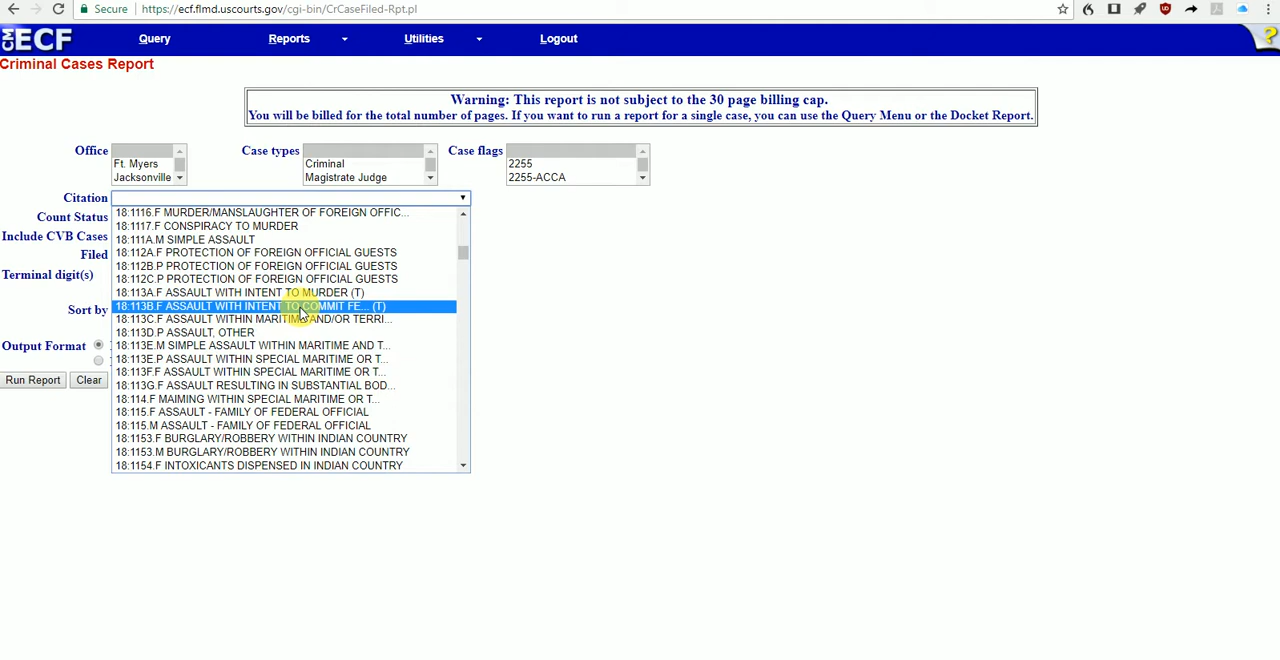 Secure https://ecf.flmd.uscourts.gov/cgi-bin/CrCaseFiled-Rpt.pl
CM ECF Query Reports Utilities Logout ?
Criminal Cases Report
Warning: This report is not subject to the 30 page billing cap.
You will be billed for the total number of pages. If you want to run a report for a single case, you can use the Query Menu or the Docket Report.
Office Case types Case flags
Ft. Myers Criminal 2255
Jacksonville Magistrate Judge 2255-ACCA
Citation
18:1116.F MURDER/MANSLAUGHTER OF FOREIGN OFFIC...
Count Status 18:1117.F CONSPIRACY TO MURDER
Include CVB Cases 18:111A.M SIMPLE ASSAULT
Filed 18:112A.F PROTECTION OF FOREIGN OFFICIAL GUESTS
18:112B.P PROTECTION OF FOREIGN OFFICIAL GUESTS
Terminal digit(s) 18:112C.P PROTECTION OF FOREIGN OFFICIAL GUESTS
18:113A.F ASSAULT WITH INTENT TO MURDER (T)
Sort by 18:113B.F ASSAULT WITH INTENT TO COMMIT FE... (T)
18:113C.F ASSAULT WITHIN MARITIME AND/OR TERRI...
18:113D.P ASSAULT, OTHER
Output Format 18:113E.M SIMPLE ASSAULT WITHIN MARITIME AND T...
18:113E.P ASSAULT WITHIN SPECIAL MARITIME OR T...
18:113F.F ASSAULT WITHIN SPECIAL MARITIME OR T...
Run Report Clear 18:113G.F ASSAULT RESULTING IN SUBSTANTIAL BOD...
18:114.F MAIMING WITHIN SPECIAL MARITIME OR T...
18:115.F ASSAULT - FAMILY OF FEDERAL OFFICIAL
18:115.M ASSAULT - FAMILY OF FEDERAL OFFICIAL
18:1153.F BURGLARY/ROBBERY WITHIN INDIAN COUNTRY
18:1153.M BURGLARY/ROBBERY WITHIN INDIAN COUNTRY
18:1154.F INTOXICANTS DISPENSED IN INDIAN COUNTRY